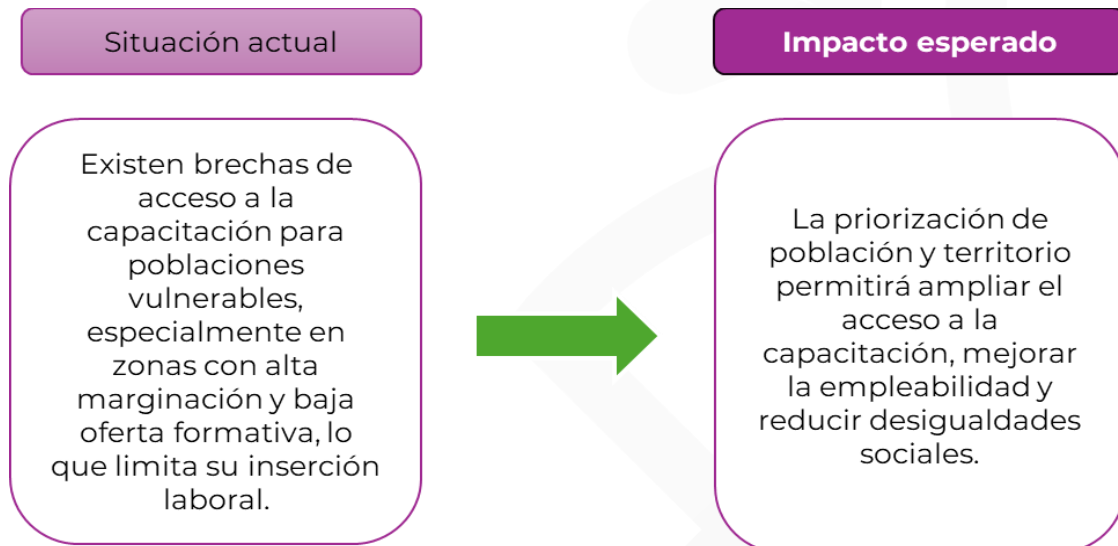 Situación actual
Impacto esperado
Existen brechas de
acceso a la
capacitación para
poblaciones
vulnerables,
especialmente en
zonas con alta
marginación y baja
oferta formativa, lo
que limita su inserción
laboral.
La priorización de
población y territorio
permitirá ampliar el
acceso a la
capacitación, mejorar
la empleabilidad y
reducir desigualdades
sociales.